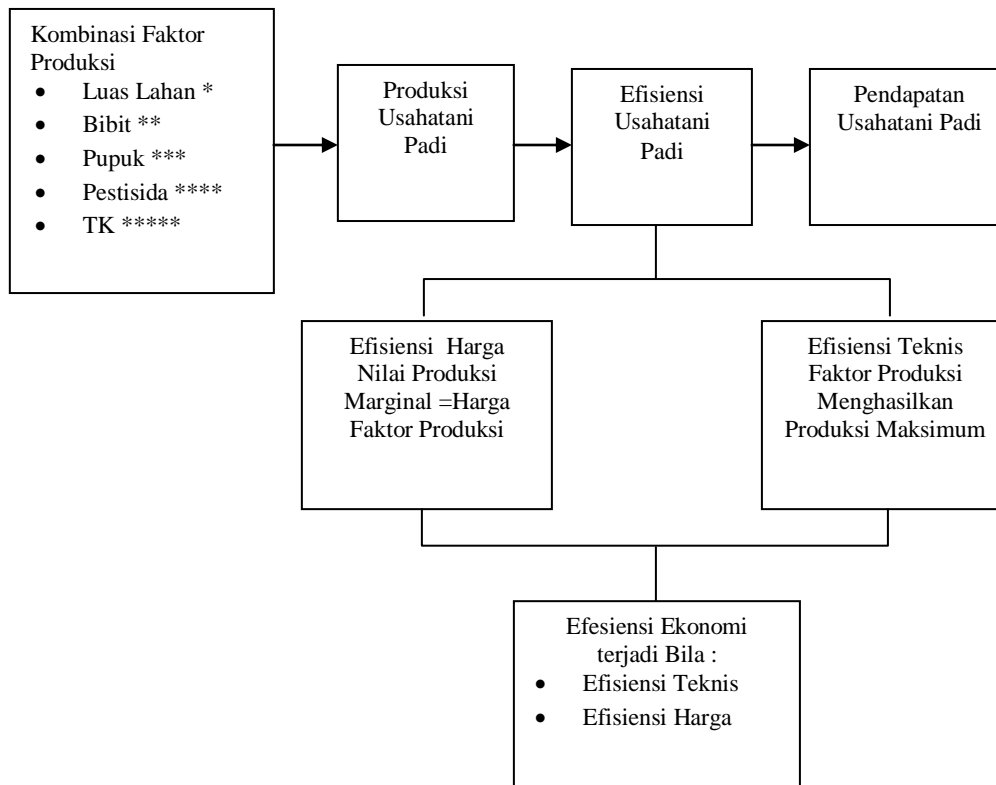 Kombinasi Faktor
Produksi
• Luas Lahan *
• Bibit **
• Pupuk ***
• Pestisida ****
• TK *****
Produksi
Usahatani
Padi
Efisiensi
Usahatani
Padi
Pendapatan
Usahatani Padi
Efisiensi Harga
Nilai Produksi
Marginal =Harga
Faktor Produksi
Efisiensi Teknis
Faktor Produksi
Menghasilkan
Produksi Maksimum
Efesiensi Ekonomi
terjadi Bila :
• Efisiensi Teknis
• Efisiensi Harga